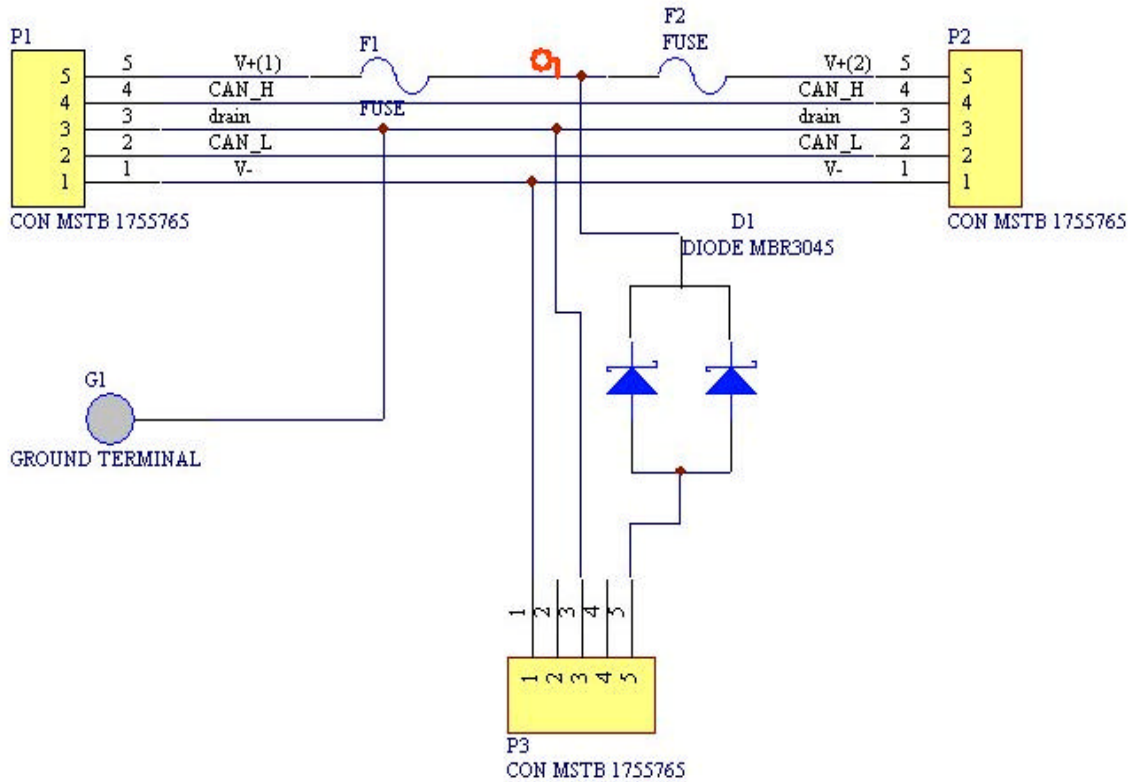 P1
F1
F2
FUSE
P2
5 V+(1) V+(2) 5
5 5
4 CAN_H CAN_H 4
4 FUSE 4
3 drain drain 3
3 3
2 CAN_L CAN_L 2
2 2
1 V- V- 1
1 1
CON MSTB 1755765
CON MSTB 1755765
D1
DIODE MBR3045
G1
GROUND TERMINAL
1 2 3 4 5
1 2 3 4 5
P3
CON MSTB 1755765